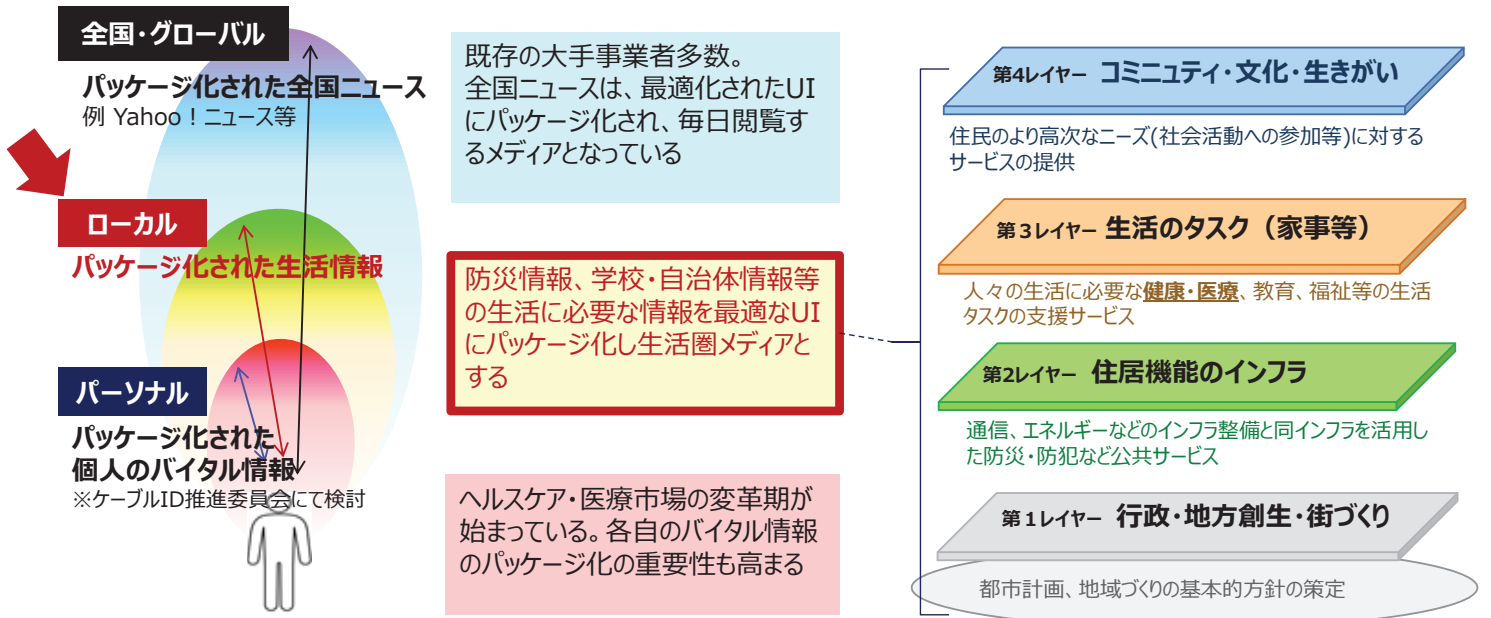 全国・グローバル
パッケージ化された全国ニュース
例 Yahoo！ニュース等
ローカル
パッケージ化された生活情報
パーソナル
パッケージ化された
個人のバイタル情報
※ケーブルID推進委員会にて検討
既存の大手事業者多数。
全国ニュースは、最適化されたUI
にパッケージ化され、毎日閲覧す
るメディアとなっている
防災情報、学校・自治体情報等
の生活に必要な情報を最適なUI
にパッケージ化し生活圏メディアと
する
ヘルスケア・医療市場の変革期が
始まっている。各自のバイタル情報
のパッケージ化の重要性も高まる
第4レイヤー コミニュティ・文化・生きがい
住民のより高次なニーズ(社会活動への参加等)に対する
サービスの提供
第３レイヤー 生活のタスク（家事等）
人々の生活に必要な健康・医療、教育、福祉等の生活
タスクの支援サービス
第2レイヤー 住居機能のインフラ
通信、エネルギーなどのインフラ整備と同インフラを活用し
た防災・防犯など公共サービス
第１レイヤー 行政・地方創生・街づくり
都市計画、地域づくりの基本的方針の策定